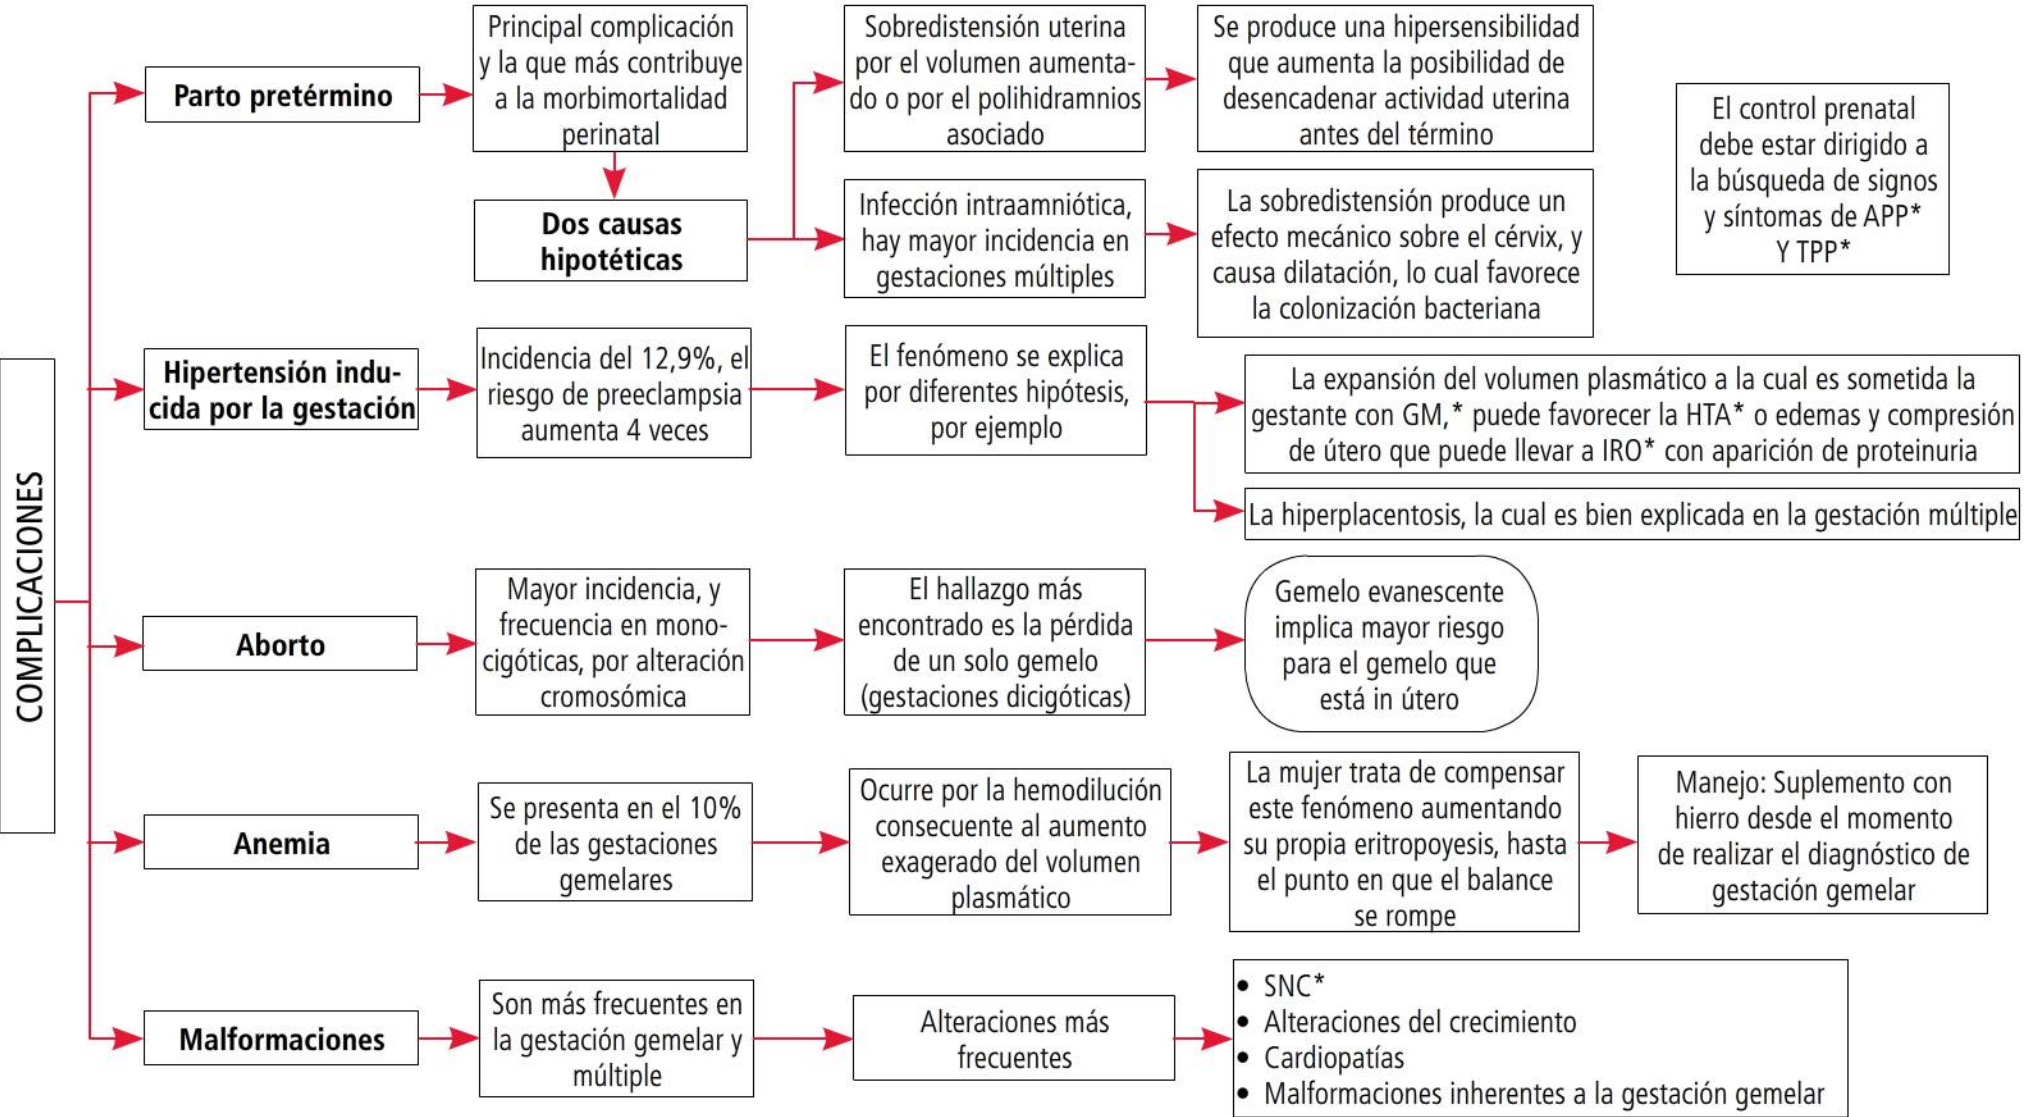 COMPLICACIONES
Parto pretérmino
Principal complicación
y la que más contribuye
a la morbimortalidad
perinatal
Dos causas
hipotéticas
Sobredistensión uterina
por el volumen aumenta-
do o por el polihidramnios
asociado
Se produce una hipersensibilidad
que aumenta la posibilidad de
desencadenar actividad uterina
antes del término
Infección intraamniótica,
hay mayor incidencia en
gestaciones múltiples
La sobredistensión produce un
efecto mecánico sobre el cérvix, y
causa dilatación, lo cual favorece
la colonización bacteriana
El control prenatal
debe estar dirigido a
la búsqueda de signos
y síntomas de APP*
Y TPP*
Hipertensión indu-
cida por la gestación
Incidencia del 12,9%, el
riesgo de preeclampsia
aumenta 4 veces
El fenómeno se explica
por diferentes hipótesis,
por ejemplo
La expansión del volumen plasmático a la cual es sometida la
gestante con GM,* puede favorecer la HTA* o edemas y compresión
de útero que puede llevar a IRO* con aparición de proteinuria
La hiperplacentosis, la cual es bien explicada en la gestación múltiple
Aborto
Mayor incidencia, y
frecuencia en mono-
cigóticas, por alteración
cromosómica
El hallazgo más
encontrado es la pérdida
de un solo gemelo
(gestaciones dicigóticas)
Gemelo evanescente
implica mayor riesgo
para el gemelo que
está in útero
Anemia
Se presenta en el 10%
de las gestaciones
gemelares
Ocurre por la hemodilución
consecuente al aumento
exagerado del volumen
plasmático
La mujer trata de compensar
este fenómeno aumentando
su propia eritropoyesis, hasta
el punto en que el balance
se rompe
Manejo: Suplemento con
hierro desde el momento
de realizar el diagnóstico de
gestación gemelar
Malformaciones
Son más frecuentes en
la gestación gemelar y
múltiple
Alteraciones más
frecuentes
• SNC*
• Alteraciones del crecimiento
• Cardiopatías
• Malformaciones inherentes a la gestación gemelar